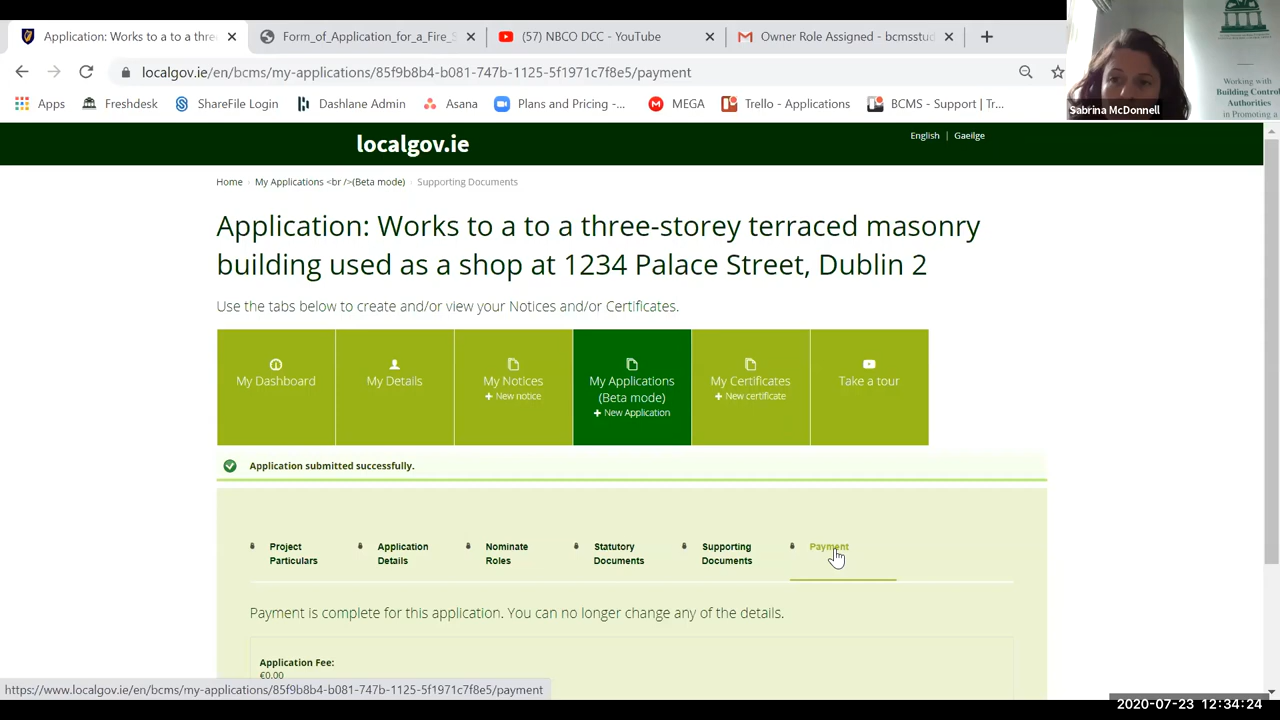 Application: Works to a to a thre
Form_of_Application_for_a_Fire_S
(57) NBCO DCC - YouTube
Owner Role Assigned - bcmsstud
localgov.ie/en/bcms/my-applications/85f9b8b4-b081-747b-1125-5f1971c7f8e5/payment
Apps
Freshdesk
ShareFile Login
Dashlane Admin
Asana
Plans and Pricing -...
MEGA
Trello - Applications
BCMS - Support | Tr...
Working with
Building Control
Authorities
in Promoting a
Sabrina McDonnell
localgov.ie
English | Gaeilge
Home
My Applications <br />(Beta mode)
Supporting Documents
Application: Works to a to a three-storey terraced masonry
building used as a shop at 1234 Palace Street, Dublin 2
Use the tabs below to create and/or view your Notices and/or Certificates.
My Dashboard
My Details
My Notices
+ New notice
My Applications
(Beta mode)
+ New Application
My Certificates
+ New certificate
Take a tour
Application submitted successfully.
Project
Particulars
Application
Details
Nominate
Roles
Statutory
Documents
Supporting
Documents
Payment
Payment is complete for this application. You can no longer change any of the details.
Application Fee:
€0.00
https://www.localgov.ie/en/bcms/my-applications/85f9b8b4-b081-747b-1125-5f1971c7f8e5/payment
2020-07-23 12:34:24